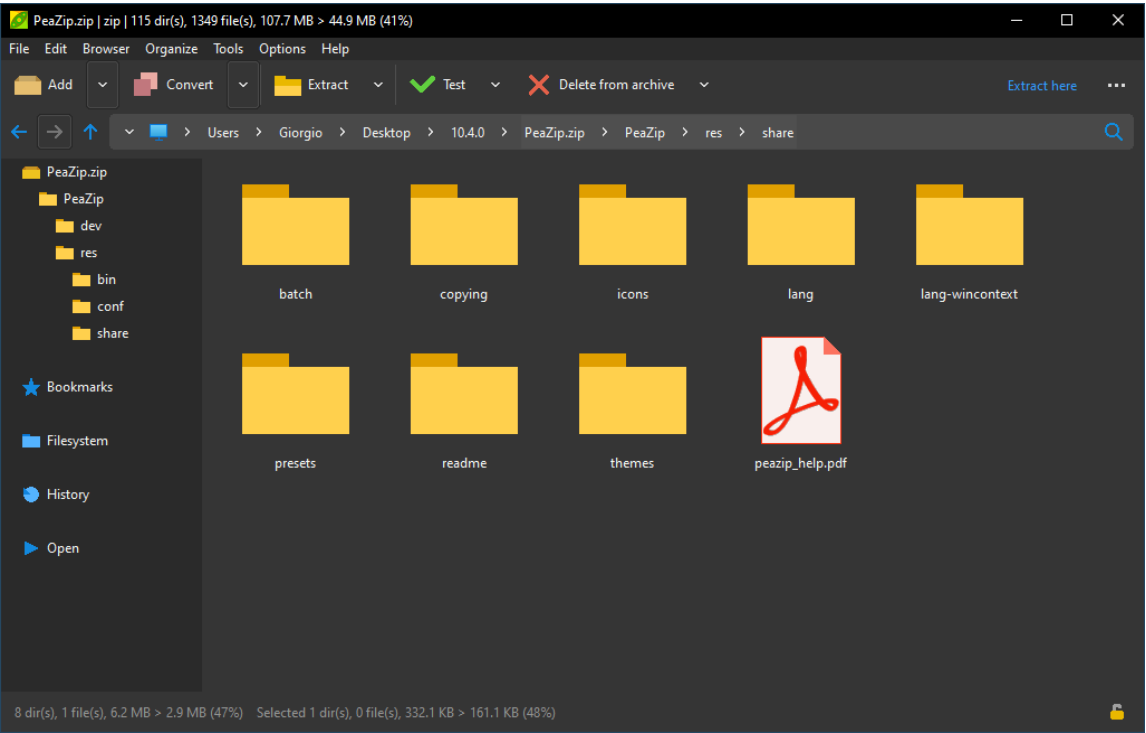 PeaZip.zip | zip | 115 dir(s), 1349 file(s), 107.7 MB > 44.9 MB (41%)
File Edit Browser Organize Tools Options Help
Add Convert Extract Test Delete from archive Extract here ...
Users > Giorgio > Desktop > 10.4.0 > PeaZip.zip > PeaZip > res > share
PeaZip.zip
PeaZip
dev
res
bin
conf
share
Bookmarks
Filesystem
History
Open
batch copying icons lang lang-wincontext
presets readme themes peazip_help.pdf
8 dir(s), 1 file(s), 6.2 MB > 2.9 MB (47%) Selected 1 dir(s), 0 file(s), 332.1 KB > 161.1 KB (48%)